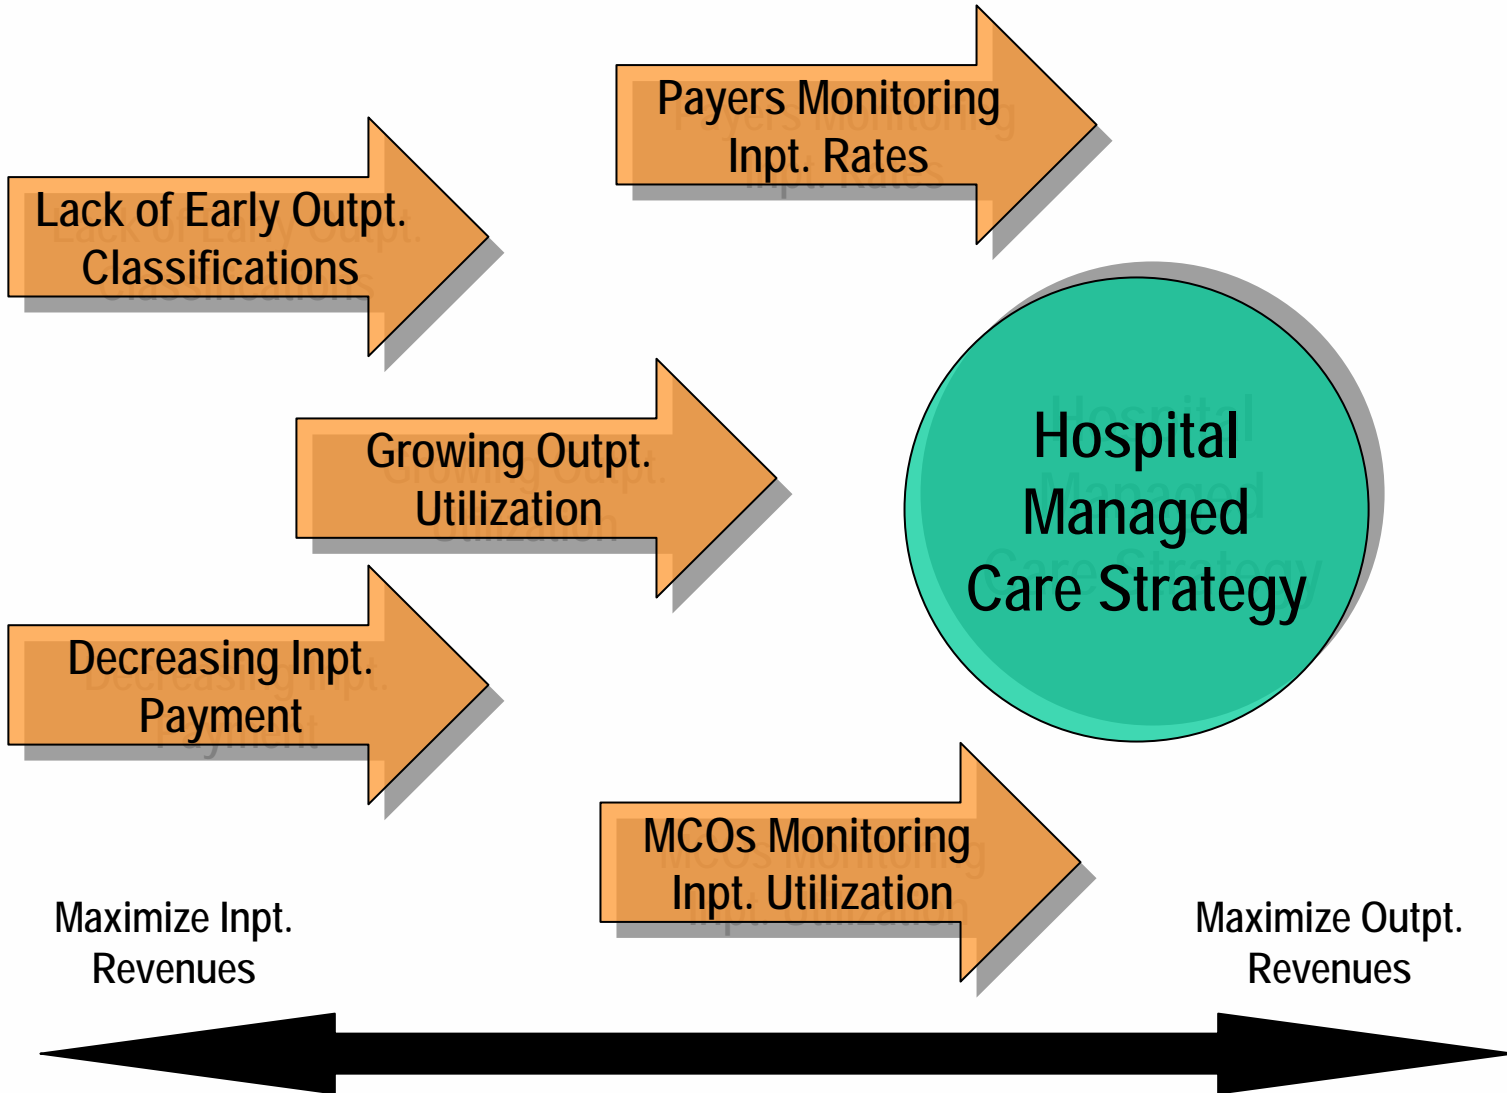 Payers Monitoring
Inpt. Rates
Lack of Early Outpt.
Classifications
Growing Outpt.
Utilization
Hospital
Managed
Care Strategy
Decreasing Inpt.
Payment
MCOs Monitoring
Inpt. Utilization
Maximize Inpt.
Revenues
Maximize Outpt.
Revenues